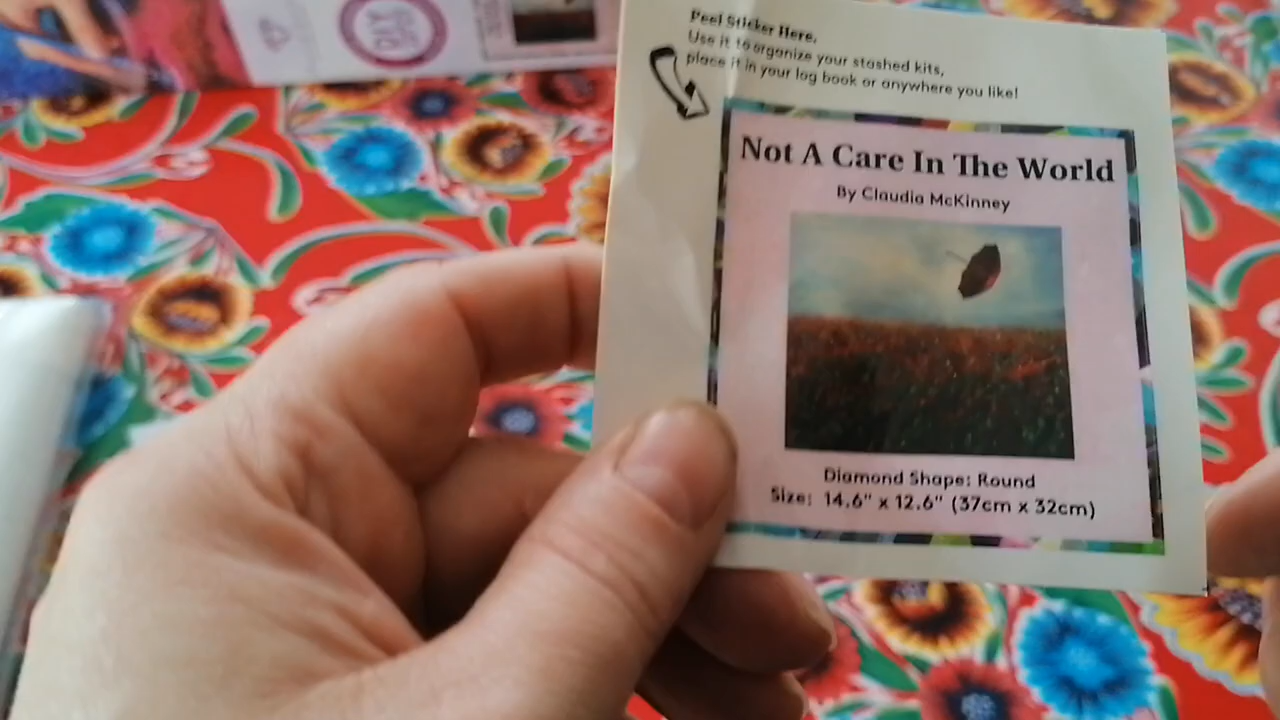 Peel Sticker Here,
Use it to organize your stashed kits,
place it in your log book or anywhere you like!
Not A Care In The World
By Claudia McKinney
Diamond Shape: Round
Size: 14.6" x 12.6" (37cm x 32cm)